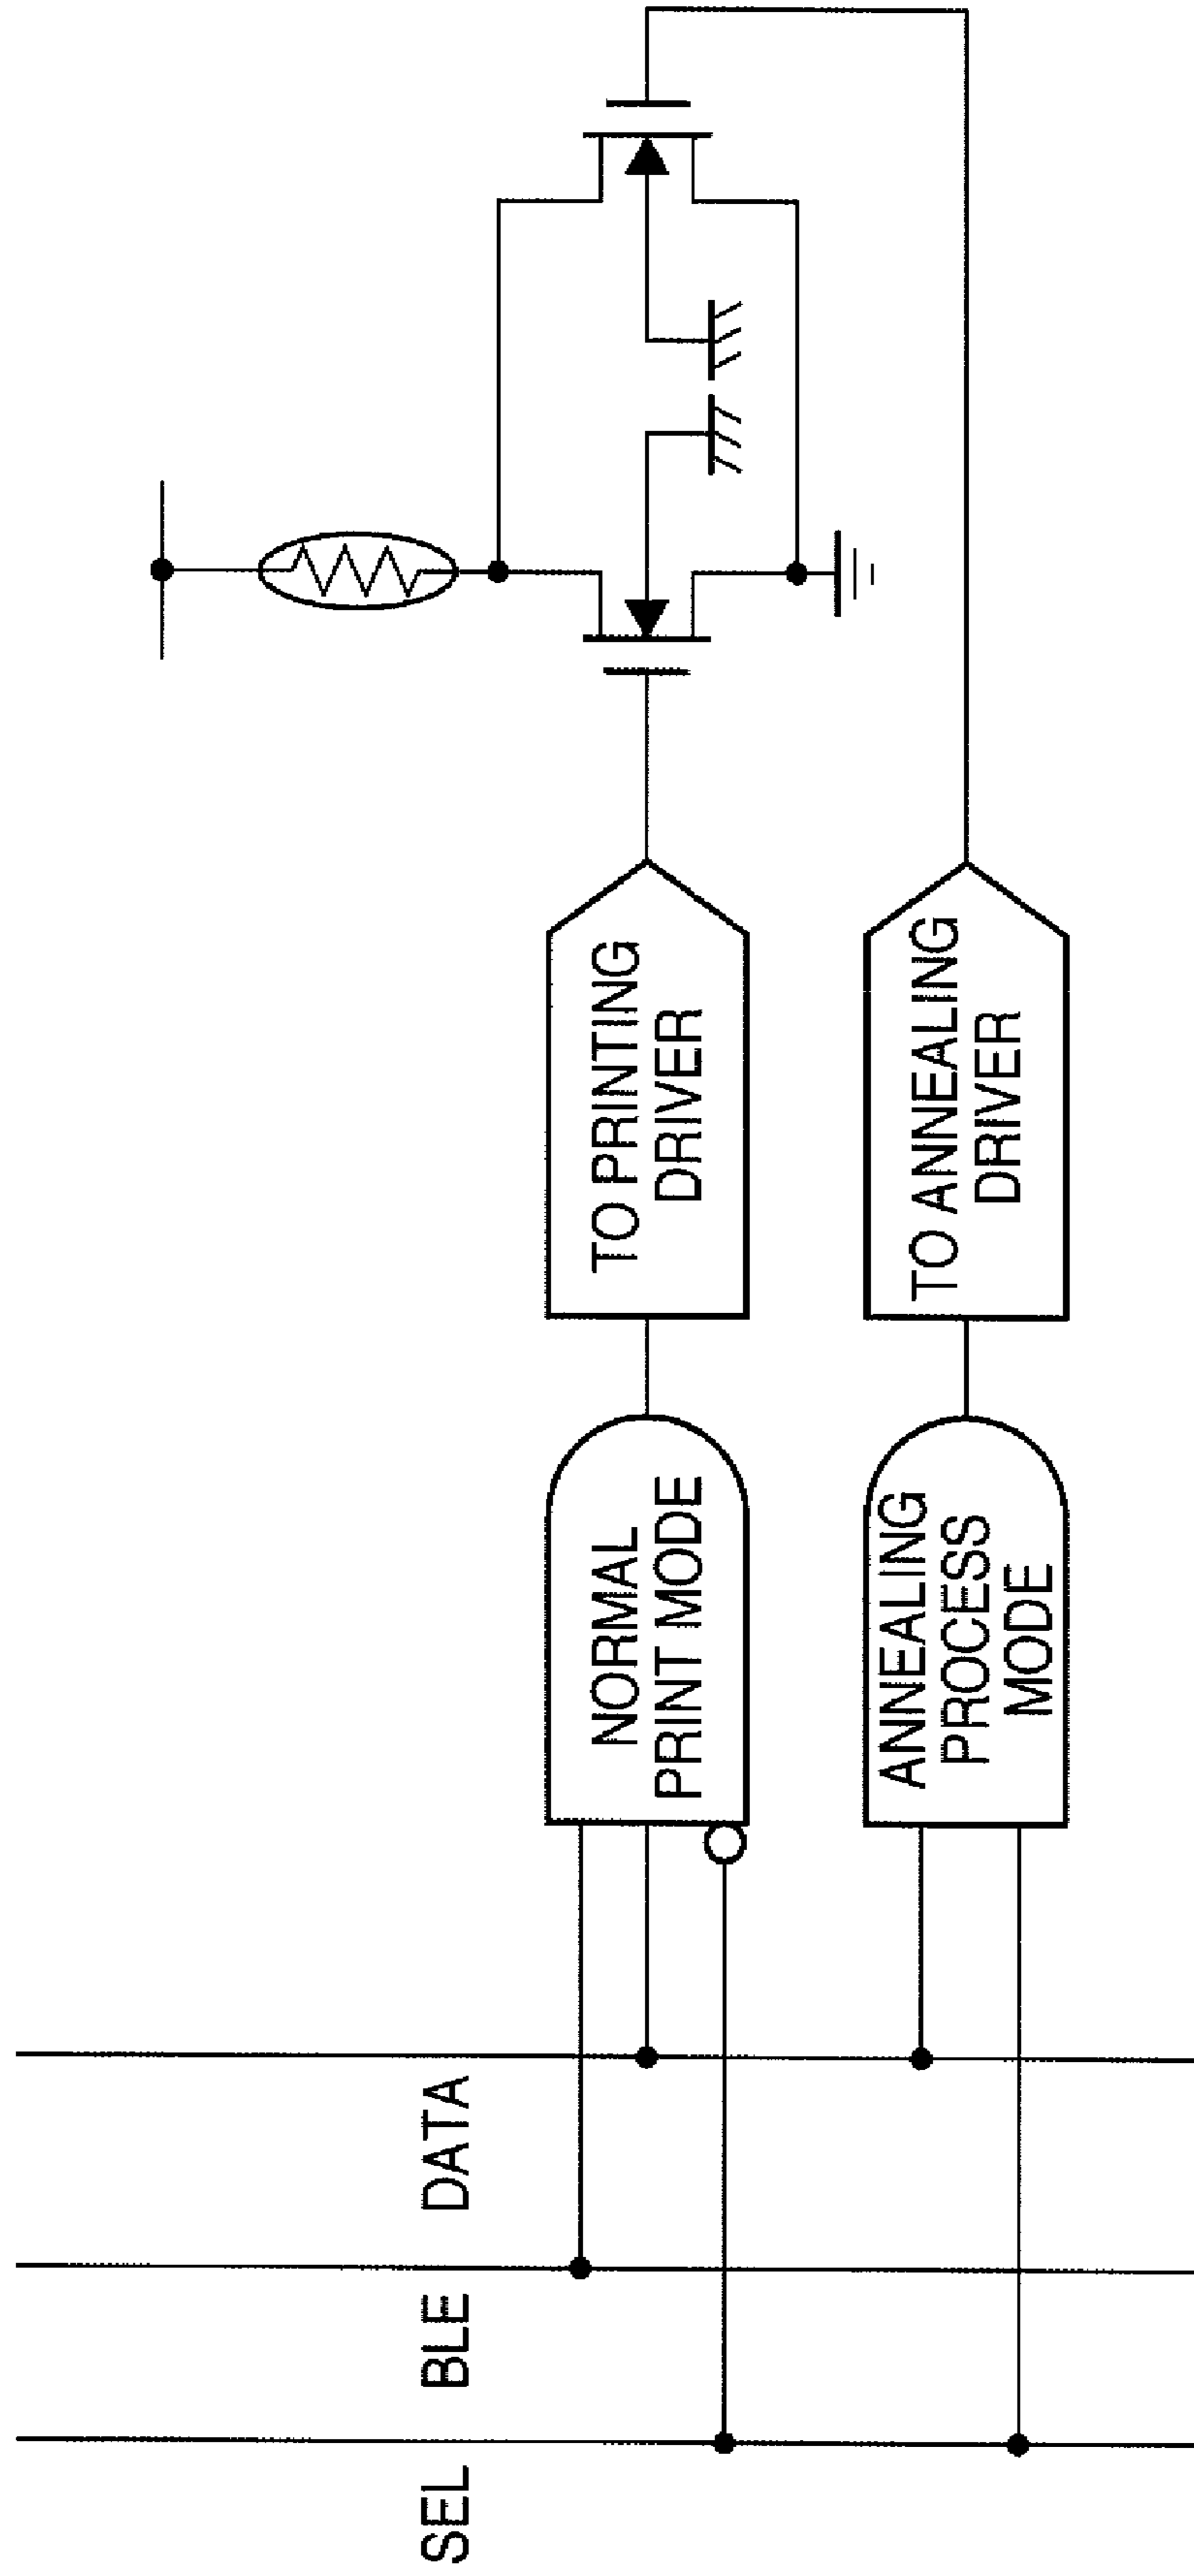 SEL
BLE
DATA
NORMAL
PRINT MODE
TO PRINTING
DRIVER
ANNEALING
PROCESS
MODE
TO ANNEALING
DRIVER